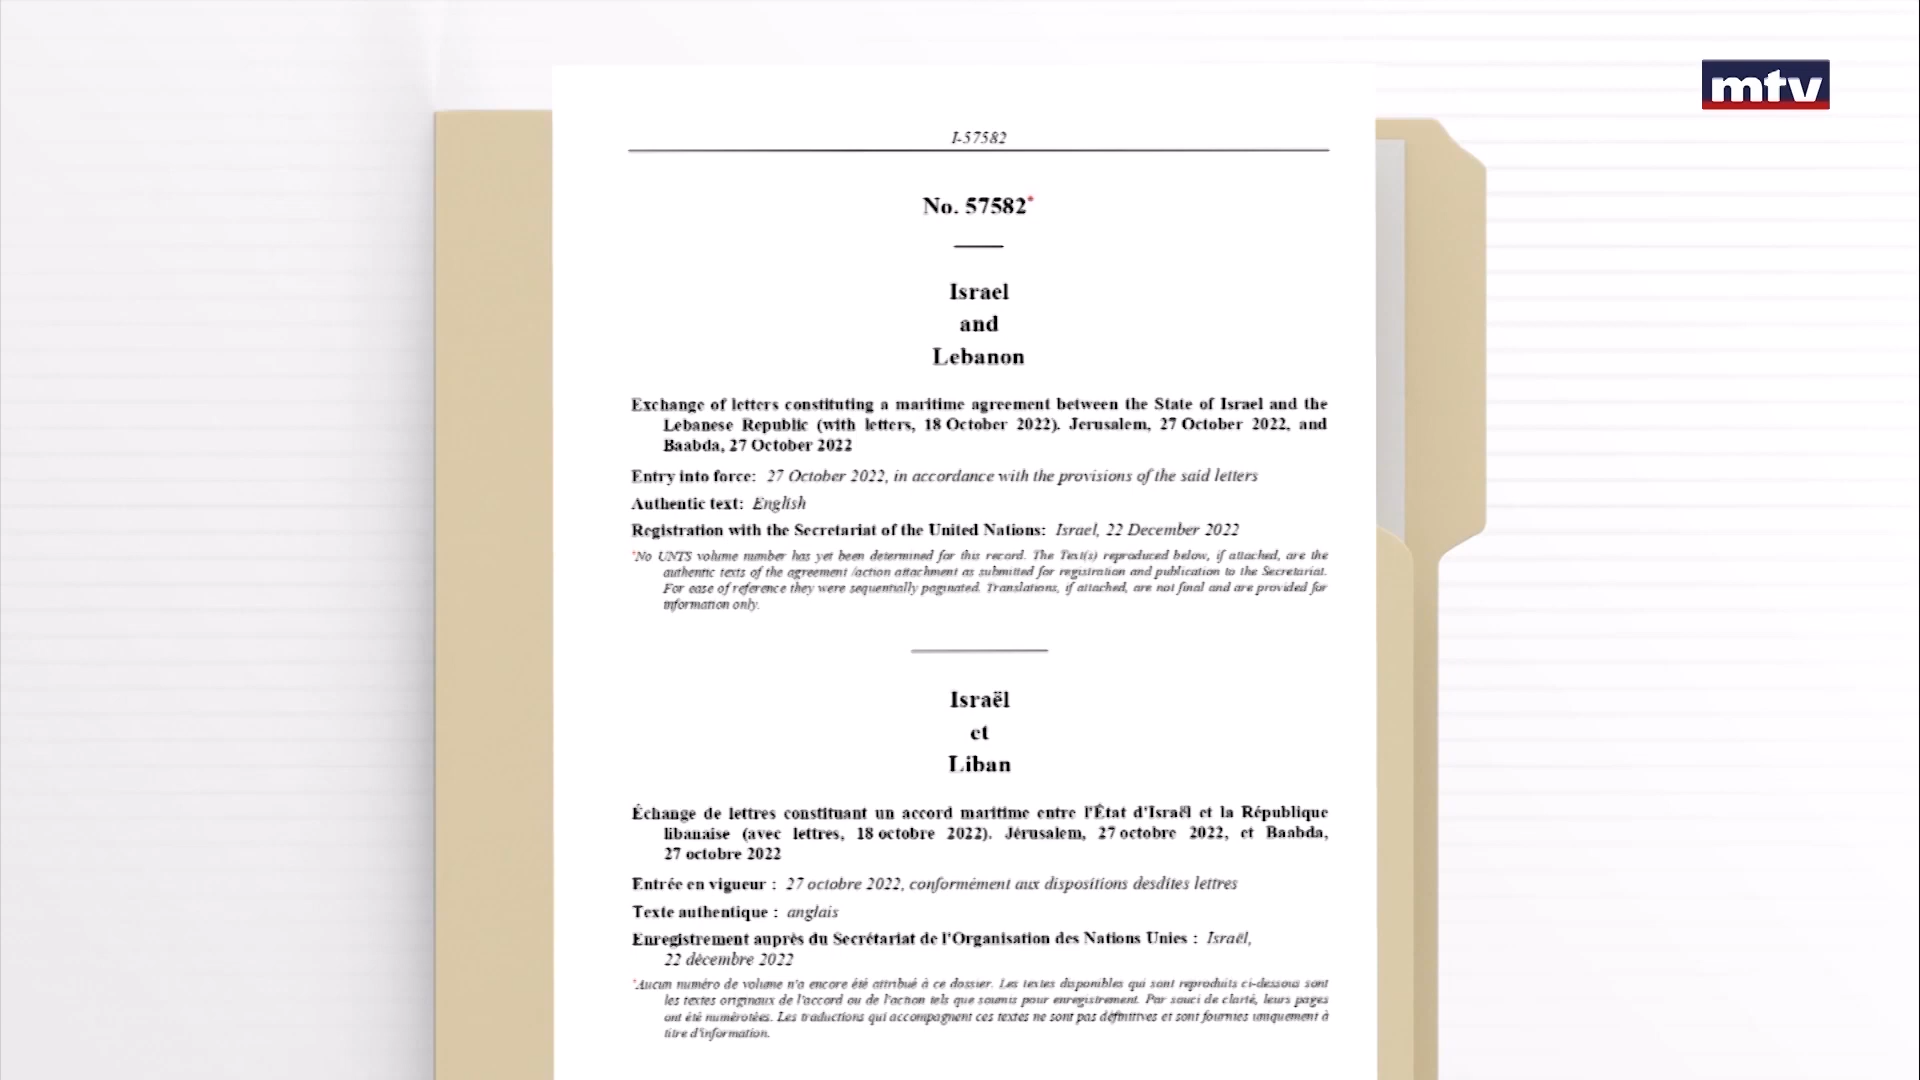 mtv
I-57582
No. 57582*
Israel
and
Lebanon
Exchange of letters constituting a maritime agreement between the State of Israel and the
Lebanese Republic (with letters, 18 October 2022). Jerusalem, 27 October 2022, and
Baabda, 27 October 2022
Entry into force: 27 October 2022, in accordance with the provisions of the said letters
Authentic text: English
Registration with the Secretariat of the United Nations: Israel, 22 December 2022
*No UNTS volume number has yet been determined for this record. The Text(s) reproduced below, if attached, are the
authentic texts of the agreement /action attachment as submitted for registration and publication to the Secretariat.
For ease of reference they were sequentially paginated. Translations, if attached, are not final and are provided for
information only.
Israël
et
Liban
Échange de lettres constituant un accord maritime entre l'État d'Israël et la République
libanaise (avec lettres, 18 octobre 2022). Jérusalem, 27 octobre 2022, et Baabda,
27 octobre 2022
Entrée en vigueur : 27 octobre 2022, conformément aux dispositions desdites lettres
Texte authentique : anglais
Enregistrement auprès du Secrétariat de l'Organisation des Nations Unies : Israël,
22 décembre 2022
*Aucun numéro de volume n'a encore été attribué à ce dossier. Les textes disponibles qui sont reproduits ci-dessous sont
les textes originaux de l'accord ou de l'action tels que soumis pour enregistrement. Par souci de clarté, leurs pages
ont été numérotées. Les traductions qui accompagnent ces textes ne sont pas définitives et sont fournies uniquement à
titre d'information.